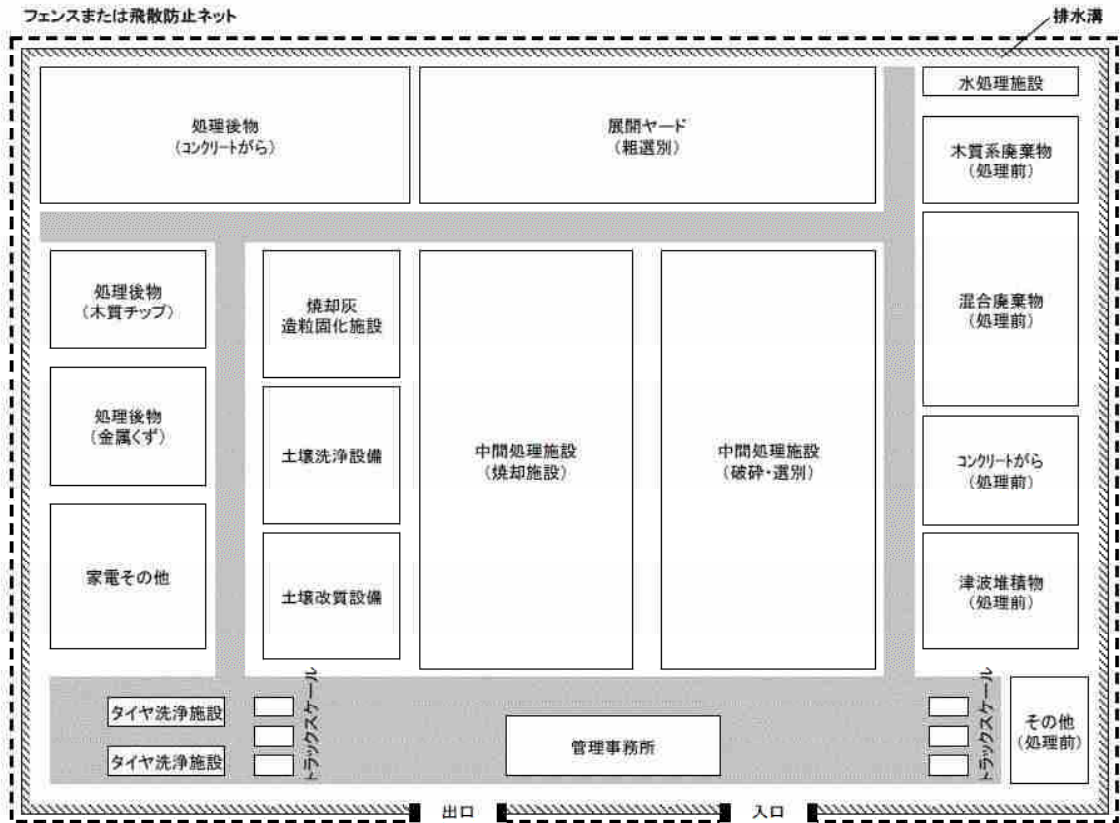 フェンスまたは飛散防止ネット
排水溝
処理後物
(コンクリートがら)
展開ヤード
(粗選別)
水処理施設
木質系廃棄物
(処理前)
混合廃棄物
(処理前)
処理後物
(木質チップ)
焼却灰
造粒固化施設
処理後物
(金属くず)
土壌洗浄設備
中間処理施設
(焼却施設)
中間処理施設
(破砕・選別)
コンクリートがら
(処理前)
家電その他
土壌改質設備
津波堆積物
(処理前)
タイヤ洗浄施設
タイヤ洗浄施設
トラックスケール
管理事務所
トラックスケール
その他
(処理前)
出口
入口